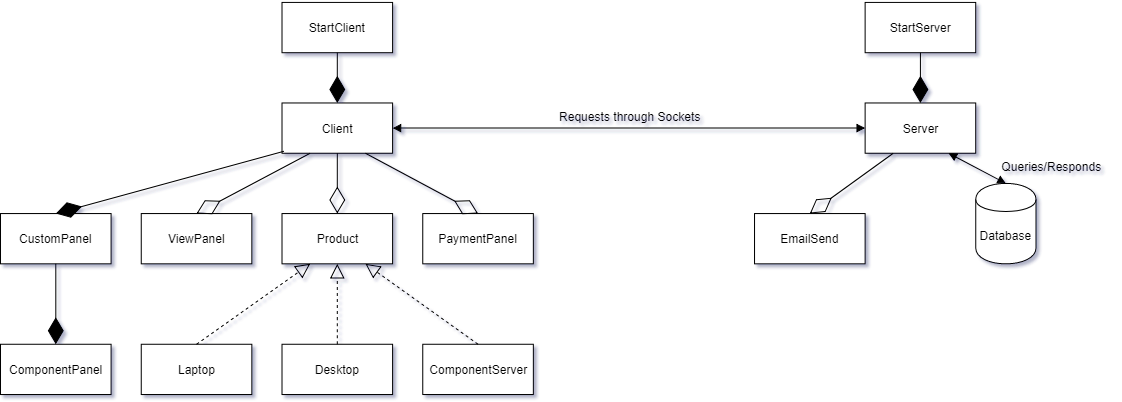 StartClient
StartServer
Client
Requests through Sockets
Server
Queries/Responds
CustomPanel
ViewPanel
Product
PaymentPanel
EmailSend
Database
ComponentPanel
Laptop
Desktop
ComponentServer